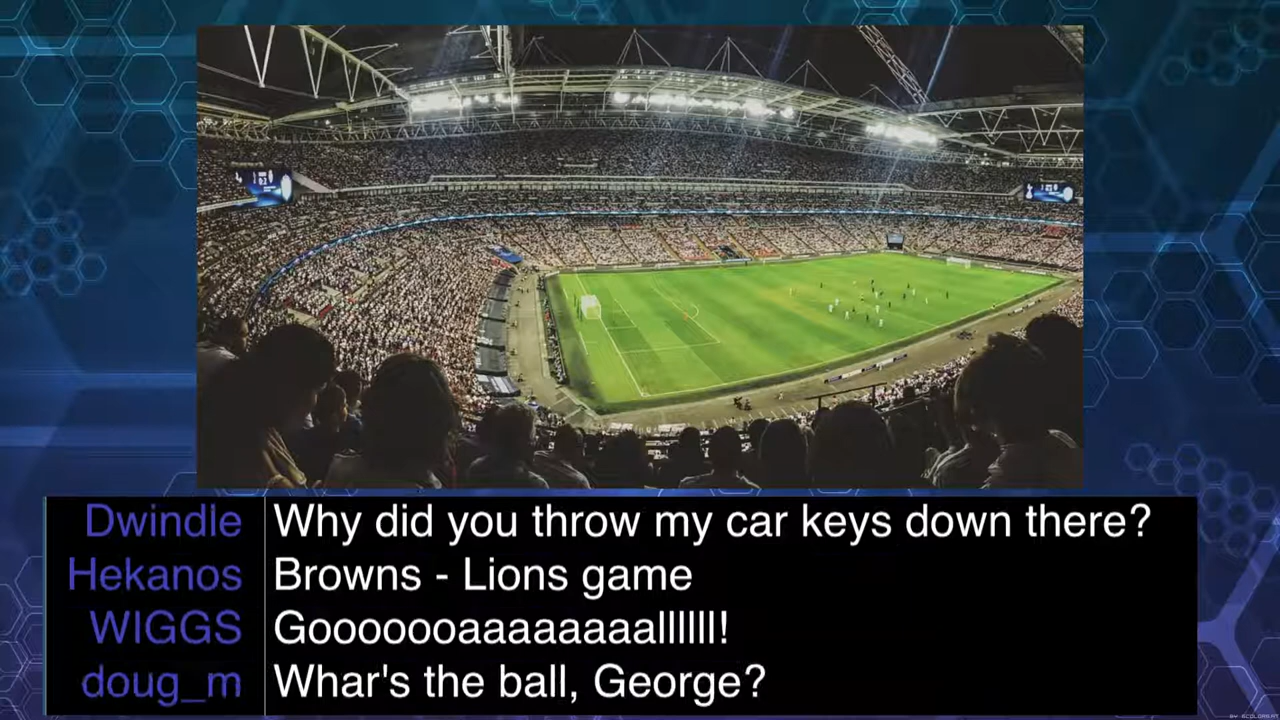 Dwindle Why did you throw my car keys down there?
Hekanos Browns - Lions game
WIGGS Gooooooaaaaaaaallllll!
doug_m Whar's the ball, George?